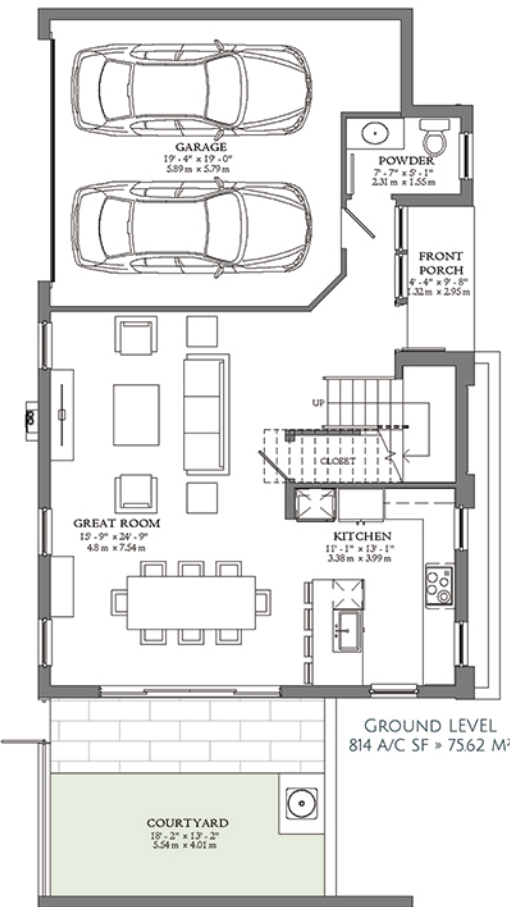 GARAGE
19' - 4" x 19' - 0"
5.89 m x 5.79 m
POWDER
7' - 7" x 5' - 1"
2.31 m x 1.55 m
FRONT
PORCH
4' - 4" x 9' - 8"
1.32 m x 2.95 m
UP
CLOSET
GREAT ROOM
15' - 9" x 24' - 9"
4.8 m x 7.54 m
KITCHEN
11' - 1" x 13' - 1"
3.38 m x 3.99 m
GROUND LEVEL
814 A/C SF » 75.62 M²
COURTYARD
18' - 2" x 13' - 2"
5.54 m x 4.01 m